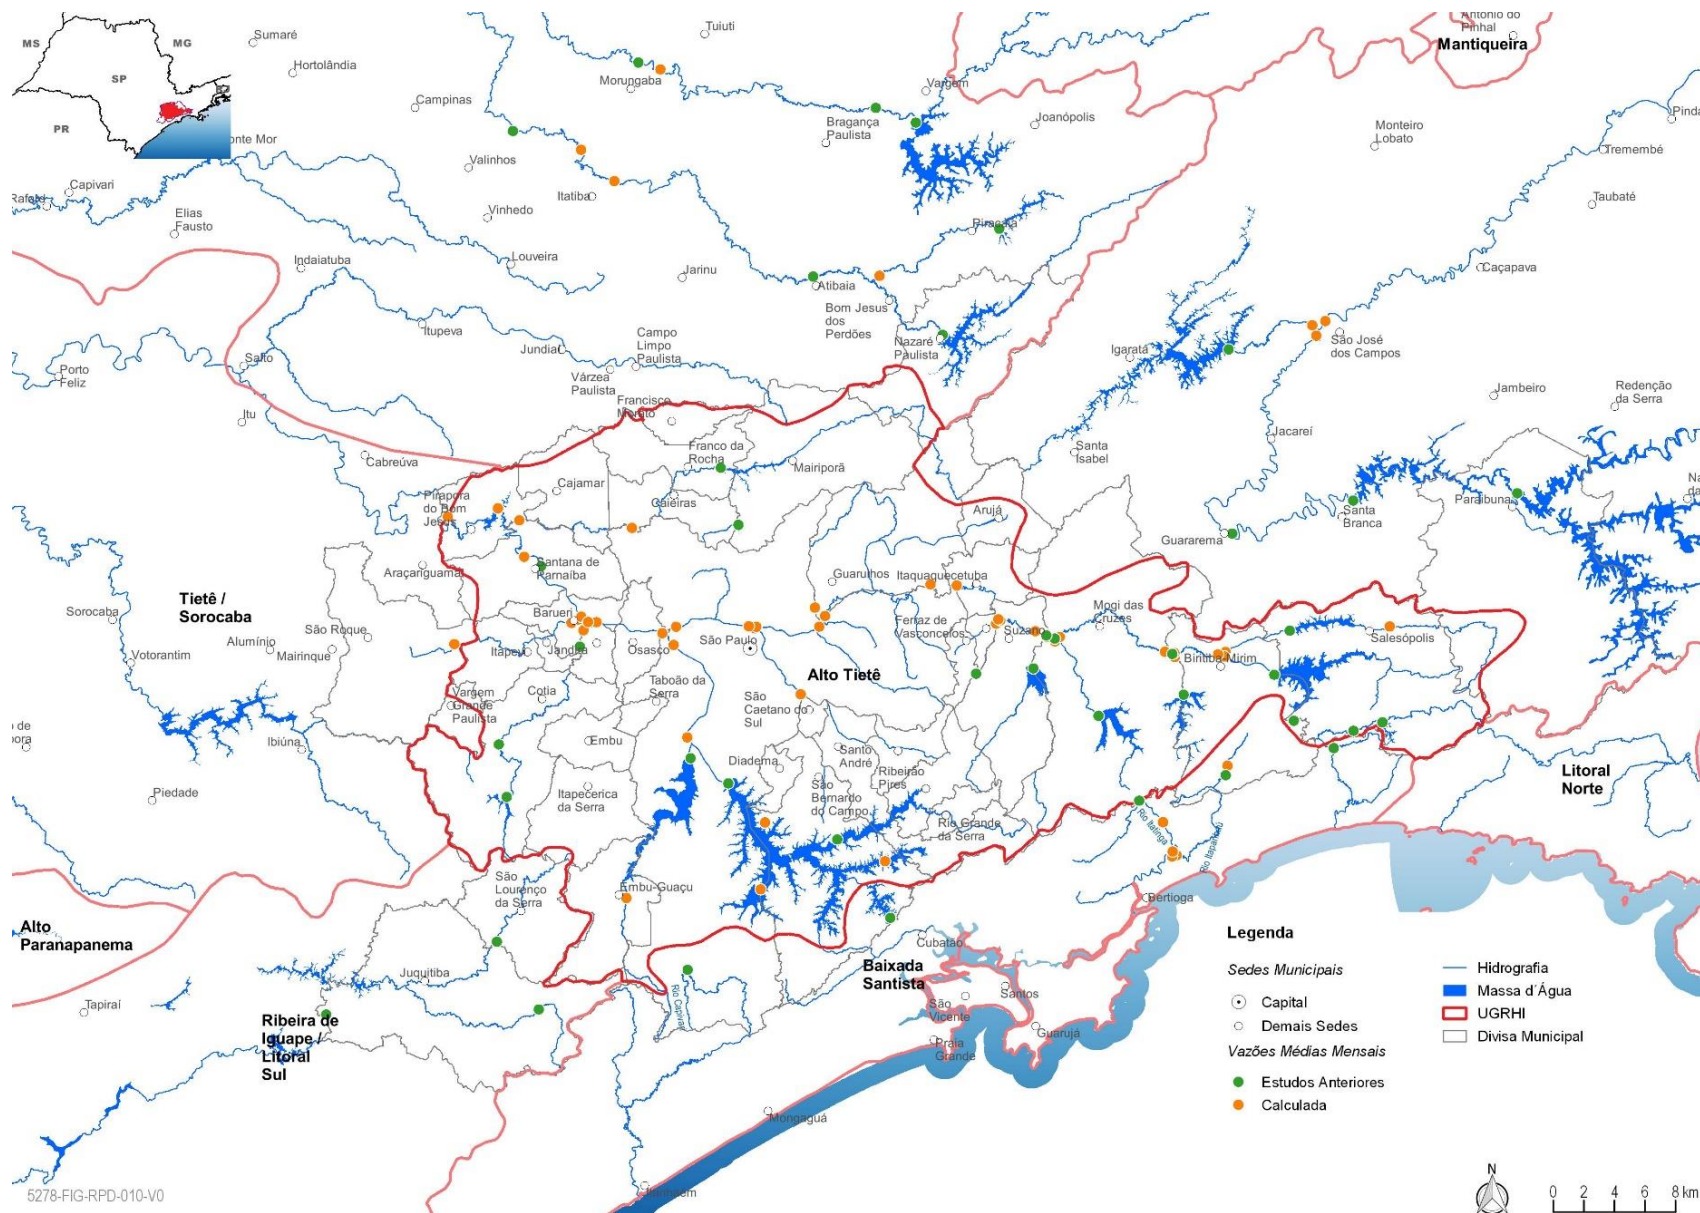 MS
MG
SP
PR
Sumaré
Hortolândia
Campinas
Valinhos
Vinhedo
Capivari
Elias
Fausto
Indaiatuba
Louveira
Itupeva
Jundiaí
Salto
Itu
Porto
Feliz
Cabreúva
Tuiuti
Morungaba
Itatiba
Jarinu
Bragança
Paulista
Vargem
Joanópolis
Piracaia
Atibaia
Bom Jesus
dos
Perdões
Nazaré
Paulista
Campo
Limpo
Paulista
Várzea
Paulista
Francisco
Morato
Franco da
Rocha
Mairiporã
Caieiras
Cajamar
Pirapora
do Bom
Jesus
Antônio do
Pinhal
Mantiqueira
Monteiro
Lobato
Tremembé
Taubaté
Caçapava
São José
dos Campos
Igaratá
Jambeiro
Redenção
da Serra
Jacareí
Santa
Isabel
Arujá
Guararema
Santa
Branca
Paraibuna
Araçariguama
Santana de
Parnaíba
Guarulhos
Itaquaquecetuba
Tietê /
Sorocaba
Sorocaba
Votorantim
Alumínio
Mairinque
São Roque
Barueri
Itapevi
Jandira
Osasco
São Paulo
Ferraz de
Vasconcelos
Suzano
Mogi das
Cruzes
Biritiba-Mirim
Salesópolis
Alto Tietê
Vargem
Grande
Paulista
Cotia
Taboão da
Serra
São
Caetano do
Sul
Embu
Diadema
Santo
André
Ribeirão
Pires
São
Bernardo
do Campo
Rio Grande
da Serra
Itapecerica
da Serra
Ibiúna
Piedade
São
Lourenço
da Serra
Embu-Guaçu
Rio Itatinga
Rio Itapanhaú
Bertioga
Litoral
Norte
Alto
Paranapanema
Tapiraí
Juquitiba
Ribeira de
Iguape /
Litoral
Sul
Rio Capivari
Cubatão
Baixada
Santista
São
Vicente
Santos
Guarujá
Praia
Grande
Mongaguá
Itanhaém
Legenda
Sedes Municipais
Capital
Demais Sedes
Vazões Médias Mensais
Estudos Anteriores
Calculada
Hidrografia
Massa d´Água
UGRHI
Divisa Municipal
5278-FIG-RPD-010-V0
N
0 2 4 6 8 km